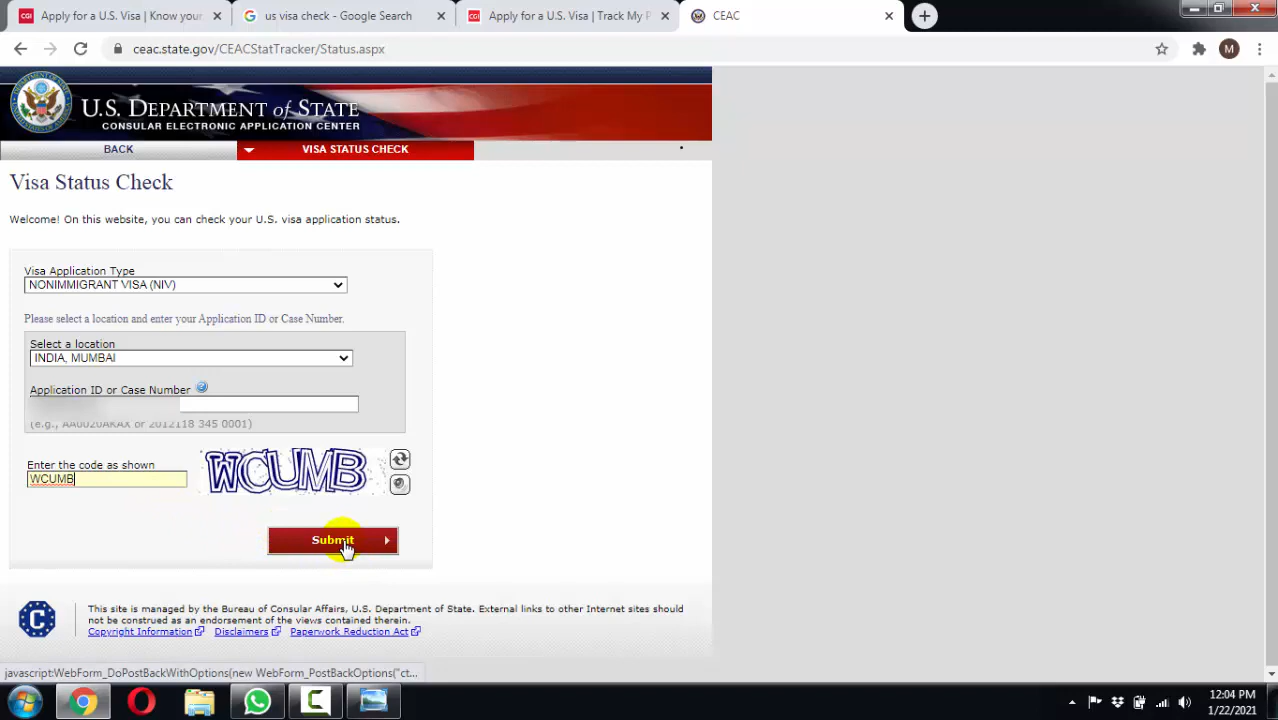 Apply for a U.S. Visa | Know your
us visa check - Google Search
Apply for a U.S. Visa | Track My P
CEAC
ceac.state.gov/CEACStatTracker/Status.aspx
M
U.S. DEPARTMENT of STATE
CONSULAR ELECTRONIC APPLICATION CENTER
BACK
VISA STATUS CHECK
Visa Status Check
Welcome! On this website, you can check your U.S. visa application status.
Visa Application Type
NONIMMIGRANT VISA (NIV)
Please select a location and enter your Application ID or Case Number.
Select a location
INDIA, MUMBAI
Application ID or Case Number
(e.g., AA0020AKAX or 2012118 345 0001)
Enter the code as shown
WCUMB
WCUMB
Submit
This site is managed by the Bureau of Consular Affairs, U.S. Department of State. External links to other Internet sites should
not be construed as an endorsement of the views contained therein.
Copyright Information Disclaimers Paperwork Reduction Act
javascript:WebForm_DoPostBackWithOptions(new WebForm_PostBackOptions("ct...
12:04 PM
1/22/2021